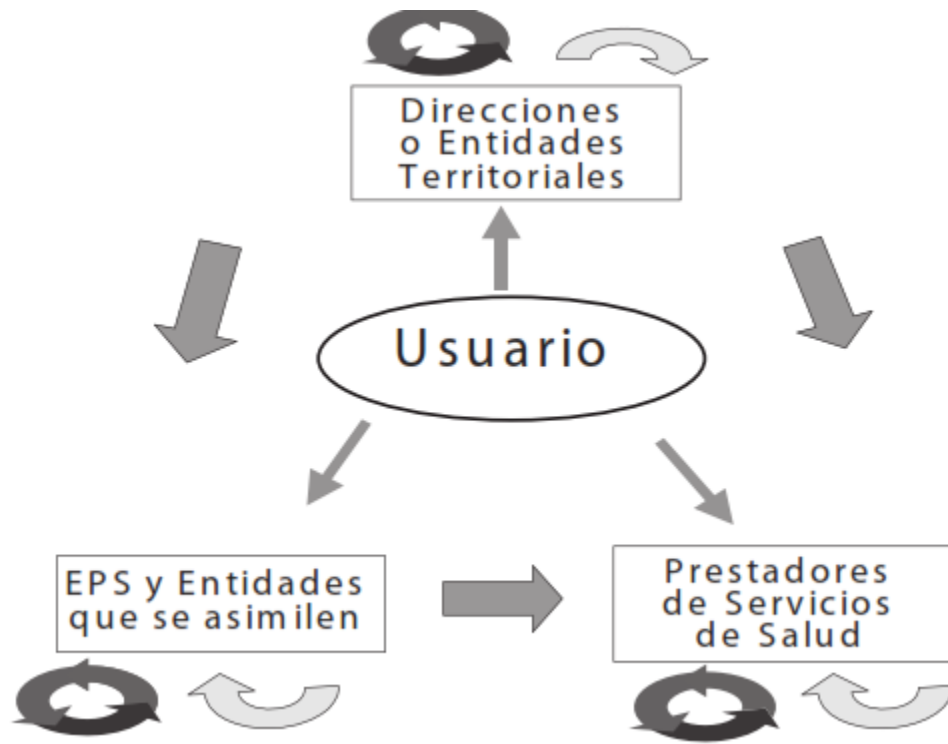 Direcciones
o Entidades
Territoriales
Usuario
EPS y Entidades
que se asimilen
Prestadores
de Servicios
de Salud